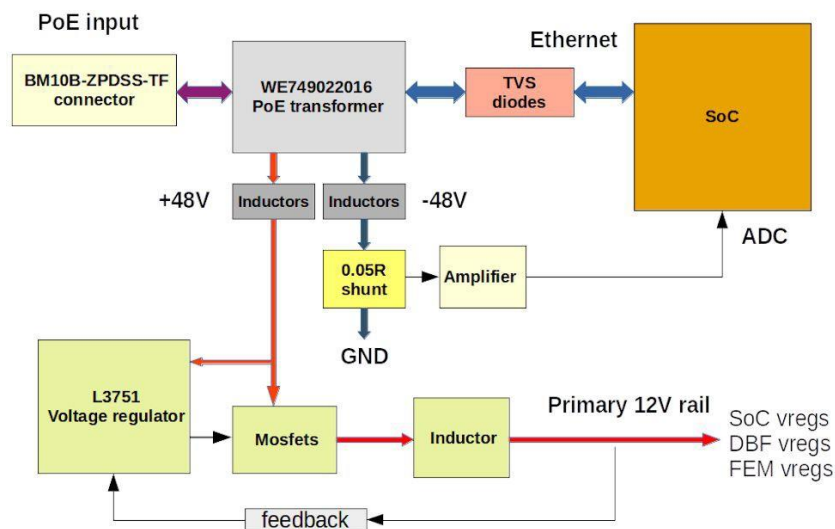 PoE input
BM10B-ZPDSS-TF
connector
WE749022016
PoE transformer
Ethernet
TVS
diodes
SoC
+48V
Inductors
Inductors
-48V
ADC
0.05R
shunt
Amplifier
GND
L3751
Voltage regulator
Mosfets
Inductor
Primary 12V rail
SoC vregs
DBF vregs
FEM vregs
feedback